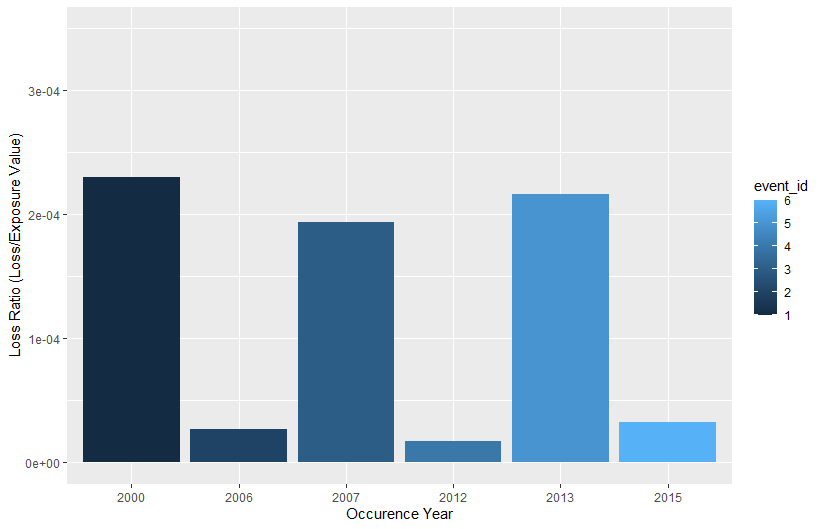 Loss Ratio (Loss/Exposure Value)
3e-04
2e-04
1e-04
0e+00
2000 2006 2007 2012 2013 2015
Occurence Year
event_id
6
5
4
3
2
1